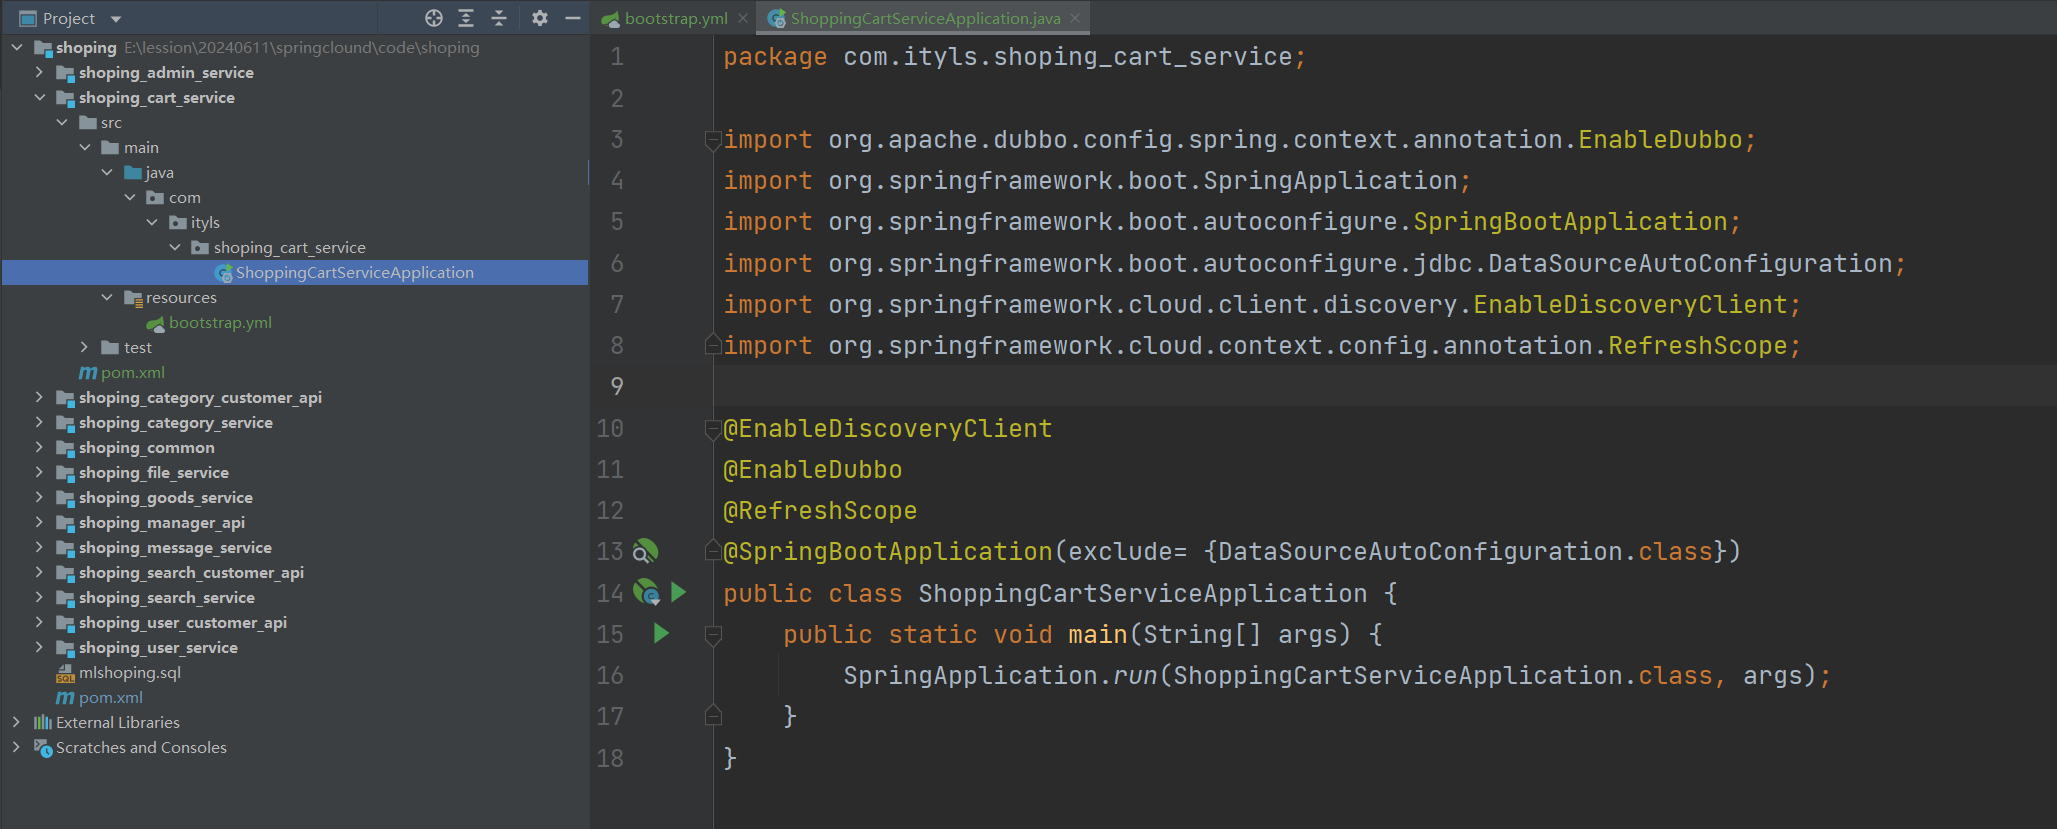 Project
shoping E:\lession\20240611\springclound\code\shoping
shoping_admin_service
shoping_cart_service
src
main
java
com
ityls
shoping_cart_service
ShoppingCartServiceApplication
resources
bootstrap.yml
test
pom.xml
shoping_category_customer_api
shoping_category_service
shoping_common
shoping_file_service
shoping_goods_service
shoping_manager_api
shoping_message_service
shoping_search_customer_api
shoping_search_service
shoping_user_customer_api
shoping_user_service
mlshoping.sql
pom.xml
External Libraries
Scratches and Consoles
bootstrap.yml ShoppingCartServiceApplication.java
1 package com.ityls.shoping_cart_service;
2
3 import org.apache.dubbo.config.spring.context.annotation.EnableDubbo;
4 import org.springframework.boot.SpringApplication;
5 import org.springframework.boot.autoconfigure.SpringBootApplication;
6 import org.springframework.boot.autoconfigure.jdbc.DataSourceAutoConfiguration;
7 import org.springframework.cloud.client.discovery.EnableDiscoveryClient;
8 import org.springframework.cloud.context.config.annotation.RefreshScope;
9
10 @EnableDiscoveryClient
11 @EnableDubbo
12 @RefreshScope
13 @SpringBootApplication(exclude= {DataSourceAutoConfiguration.class})
14 public class ShoppingCartServiceApplication {
15 public static void main(String[] args) {
16 SpringApplication.run(ShoppingCartServiceApplication.class, args);
17 }
18 }